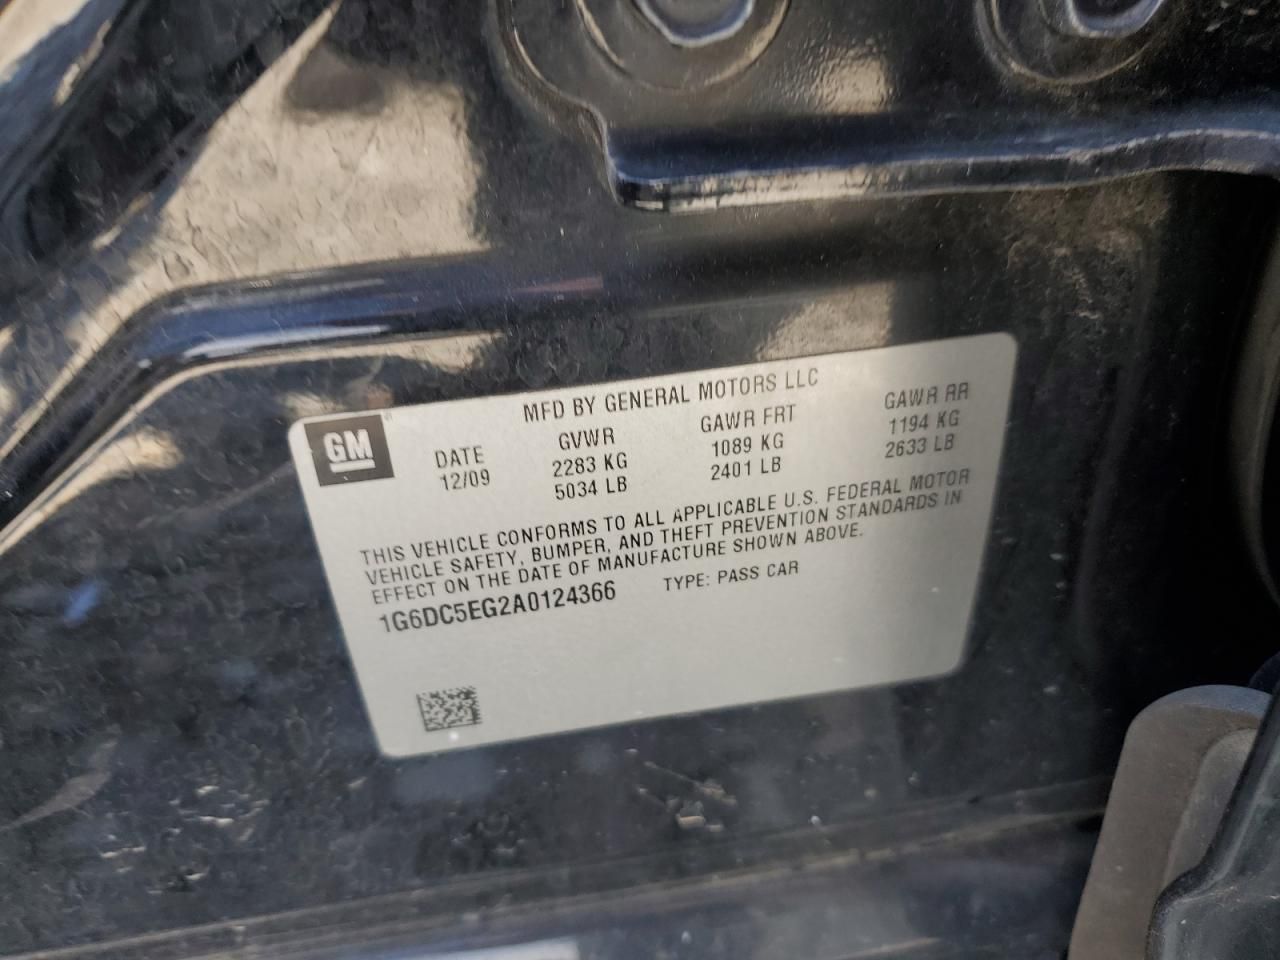 GM
MFD BY GENERAL MOTORS LLC
DATE GVWR GAWR FRT GAWR RR
12/09 2283 KG 1089 KG 1194 KG
5034 LB 2401 LB 2633 LB
THIS VEHICLE CONFORMS TO ALL APPLICABLE U.S. FEDERAL MOTOR
VEHICLE SAFETY, BUMPER, AND THEFT PREVENTION STANDARDS IN
EFFECT ON THE DATE OF MANUFACTURE SHOWN ABOVE.
1G6DC5EG2A0124366 TYPE: PASS CAR